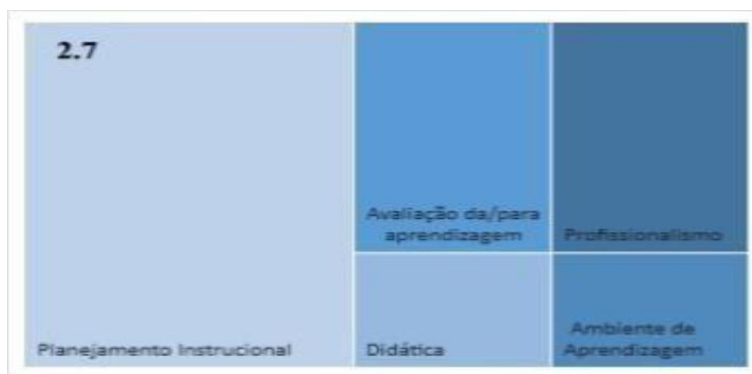 2.7
Planejamento Instrucional
Avaliação da/para
aprendizagem
Profissionalismo
Didática
Ambiente de
Aprendizagem